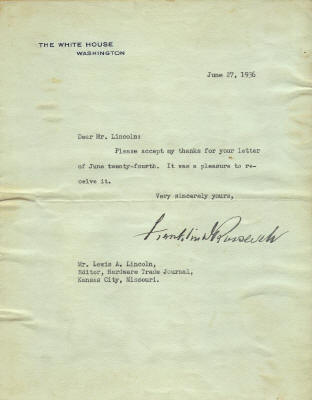 THE WHITE HOUSE
WASHINGTON
June 27, 1936
Dear Mr. Lincoln:
Please accept my thanks for your letter
of June twenty-fourth. It was a pleasure to re-
ceive it.
Very sincerely yours,
Franklin D Roosevelt
Mr. Lewis A. Lincoln,
Editor, Hardware Trade Journal,
Kansas City, Missouri.